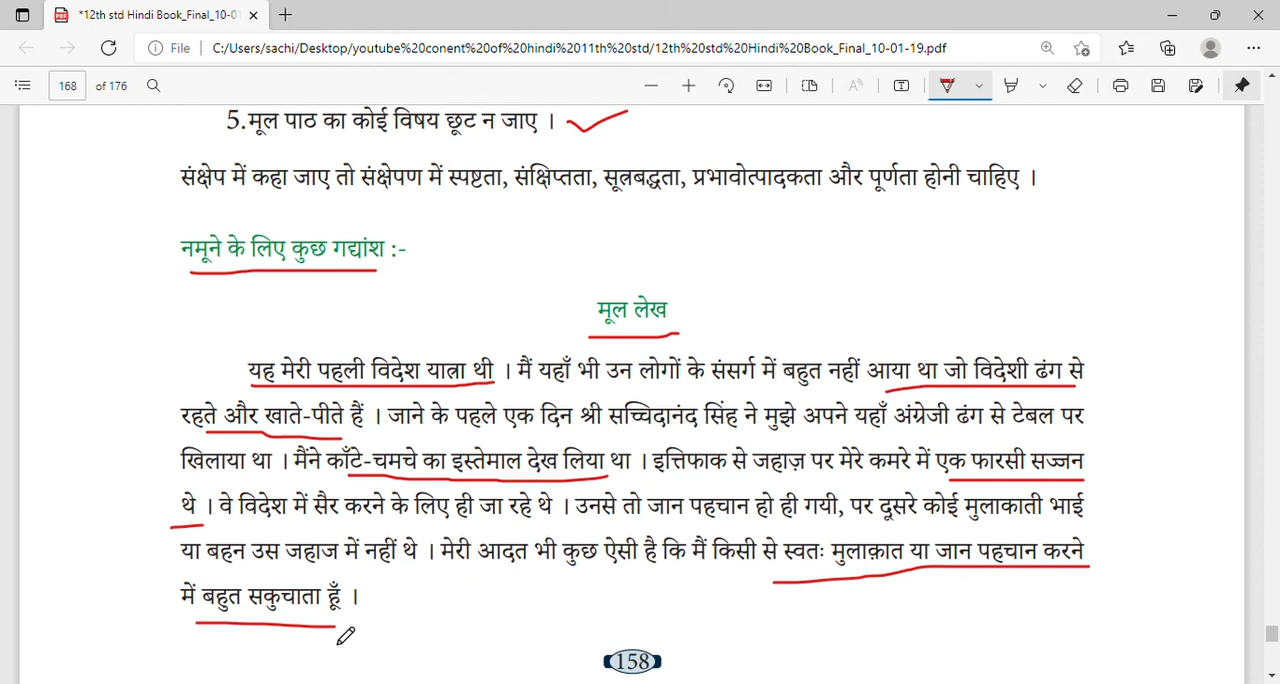 *12th std Hindi Book_Final_10-01
File C:/Users/sachi/Desktop/youtube%20conent%20of%20hindi%2011th%20std/12th%20std%20Hindi%20Book_Final_10-01-19.pdf
168 of 176
5.मूल पाठ का कोई विषय छूट न जाए ।
संक्षेप में कहा जाए तो संक्षेपण में स्पष्टता, संक्षिप्तता, सूत्रबद्धता, प्रभावोत्पादकता और पूर्णता होनी चाहिए ।
नमूने के लिए कुछ गद्यांश :-
मूल लेख
यह मेरी पहली विदेश यात्रा थी । मैं यहाँ भी उन लोगों के संसर्ग में बहुत नहीं आया था जो विदेशी ढंग से
रहते और खाते-पीते हैं । जाने के पहले एक दिन श्री सच्चिदानंद सिंह ने मुझे अपने यहाँ अंग्रेजी ढंग से टेबल पर
खिलाया था । मैंने काँटे-चमचे का इस्तेमाल देख लिया था । इत्तिफाक से जहाज़ पर मेरे कमरे में एक फारसी सज्जन
थे । वे विदेश में सैर करने के लिए ही जा रहे थे । उनसे तो जान पहचान हो ही गयी, पर दूसरे कोई मुलाकाती भाई
या बहन उस जहाज में नहीं थे । मेरी आदत भी कुछ ऐसी है कि मैं किसी से स्वतः मुलाक़ात या जान पहचान करने
में बहुत सकुचाता हूँ ।
158